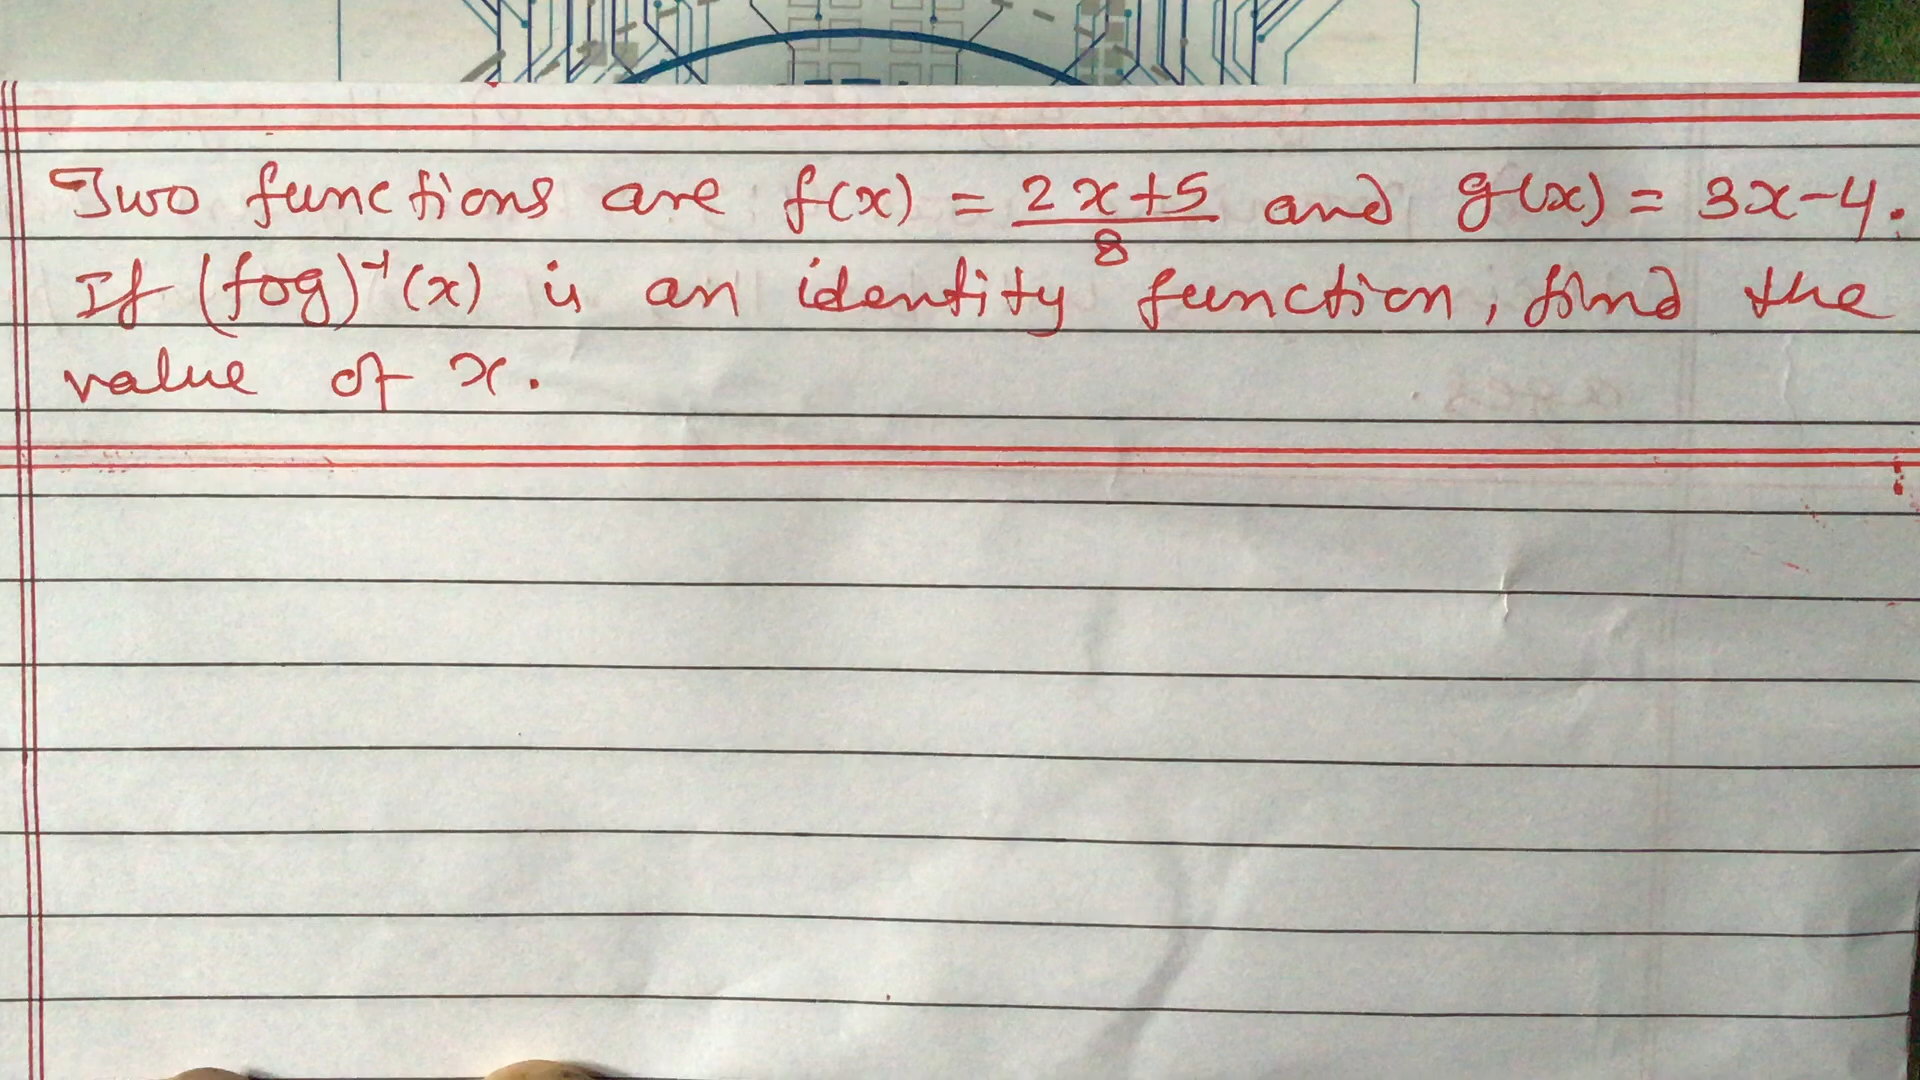 Two functions are f(x) = \frac{2x+5}{8} and g(x) = 3x-4.
If (fog)⁻¹(x) is an identity function, find the
value of x.